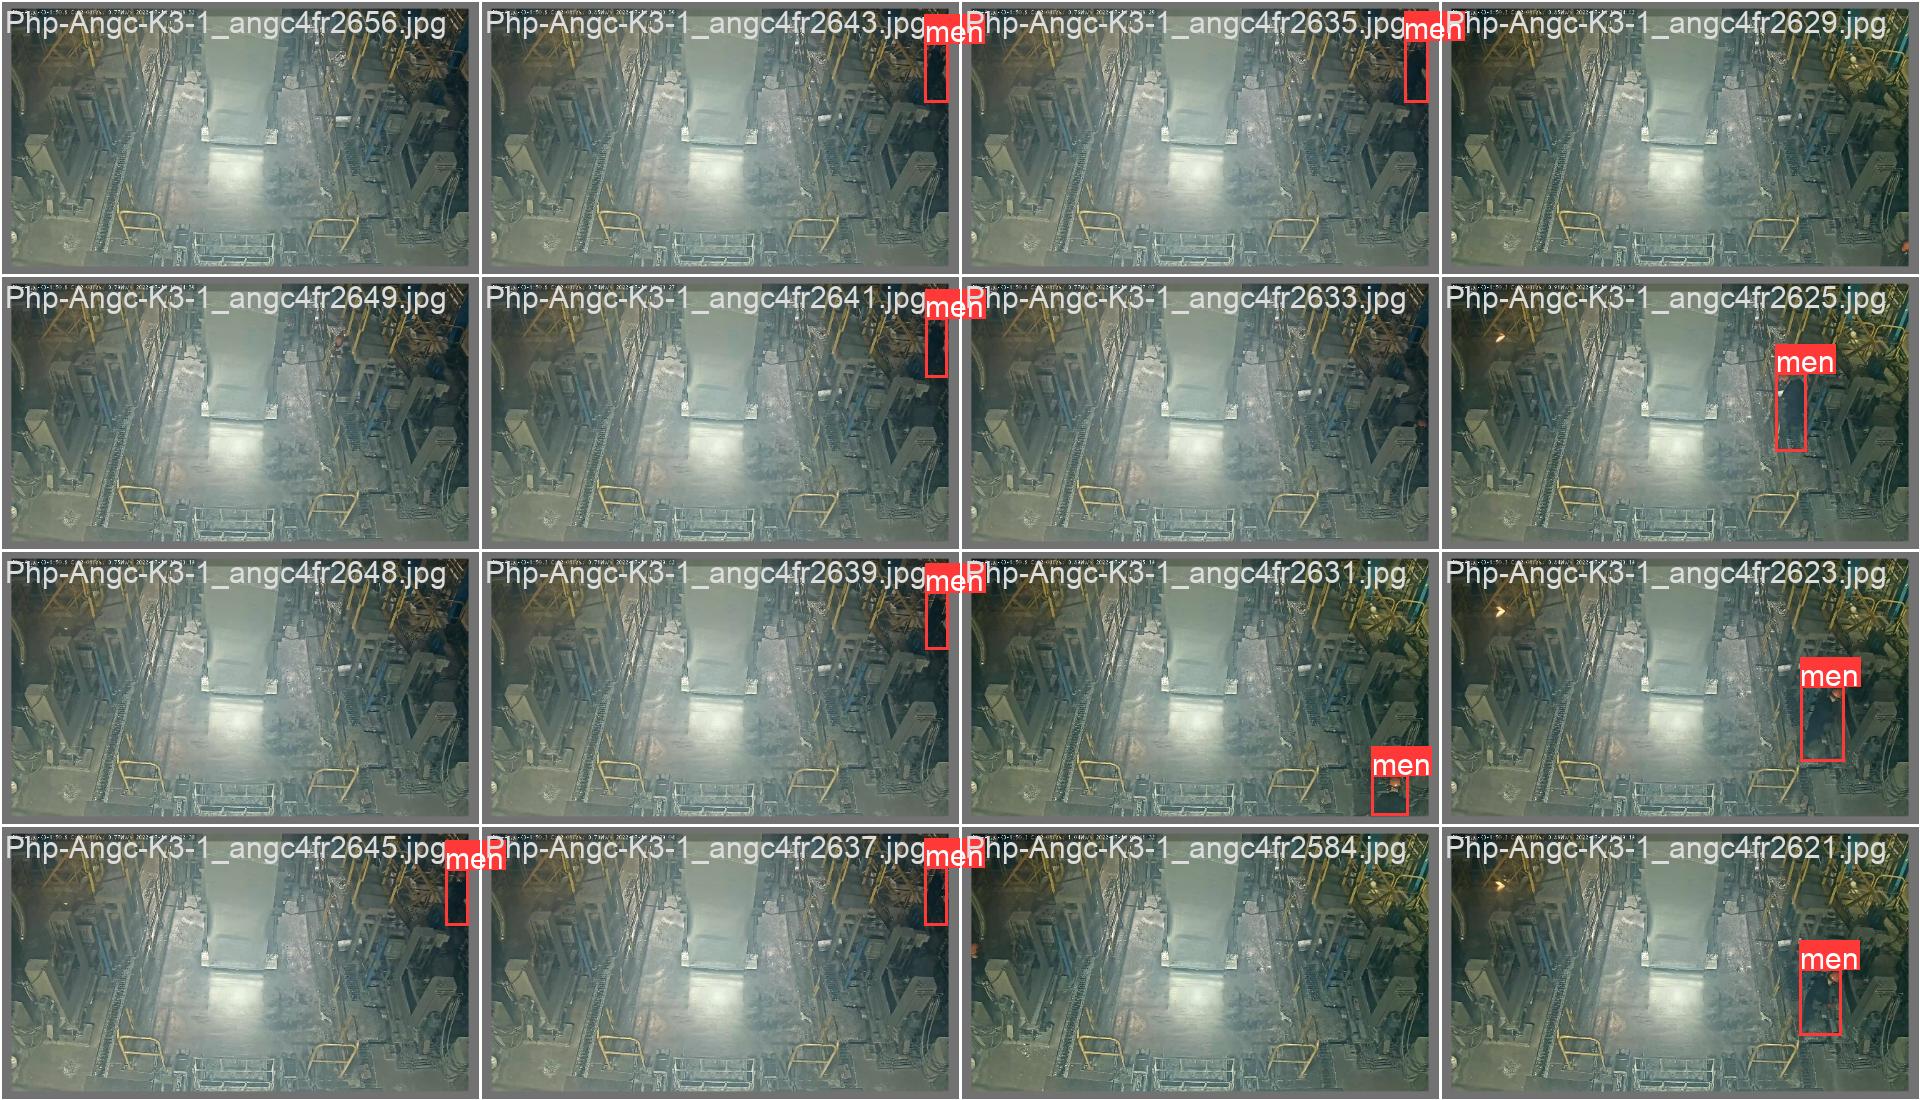 Php-Angc-K3-1_angc4fr2656.jpg
Php-Angc-K3-1_angc4fr2643.jpg
men
Php-Angc-K3-1_angc4fr2635.jpg
men
Php-Angc-K3-1_angc4fr2629.jpg
Php-Angc-K3-1_angc4fr2649.jpg
Php-Angc-K3-1_angc4fr2641.jpg
men
Php-Angc-K3-1_angc4fr2633.jpg
Php-Angc-K3-1_angc4fr2625.jpg
men
Php-Angc-K3-1_angc4fr2648.jpg
Php-Angc-K3-1_angc4fr2639.jpg
men
Php-Angc-K3-1_angc4fr2631.jpg
men
Php-Angc-K3-1_angc4fr2623.jpg
men
Php-Angc-K3-1_angc4fr2645.jpg
men
Php-Angc-K3-1_angc4fr2637.jpg
men
Php-Angc-K3-1_angc4fr2584.jpg
Php-Angc-K3-1_angc4fr2621.jpg
men